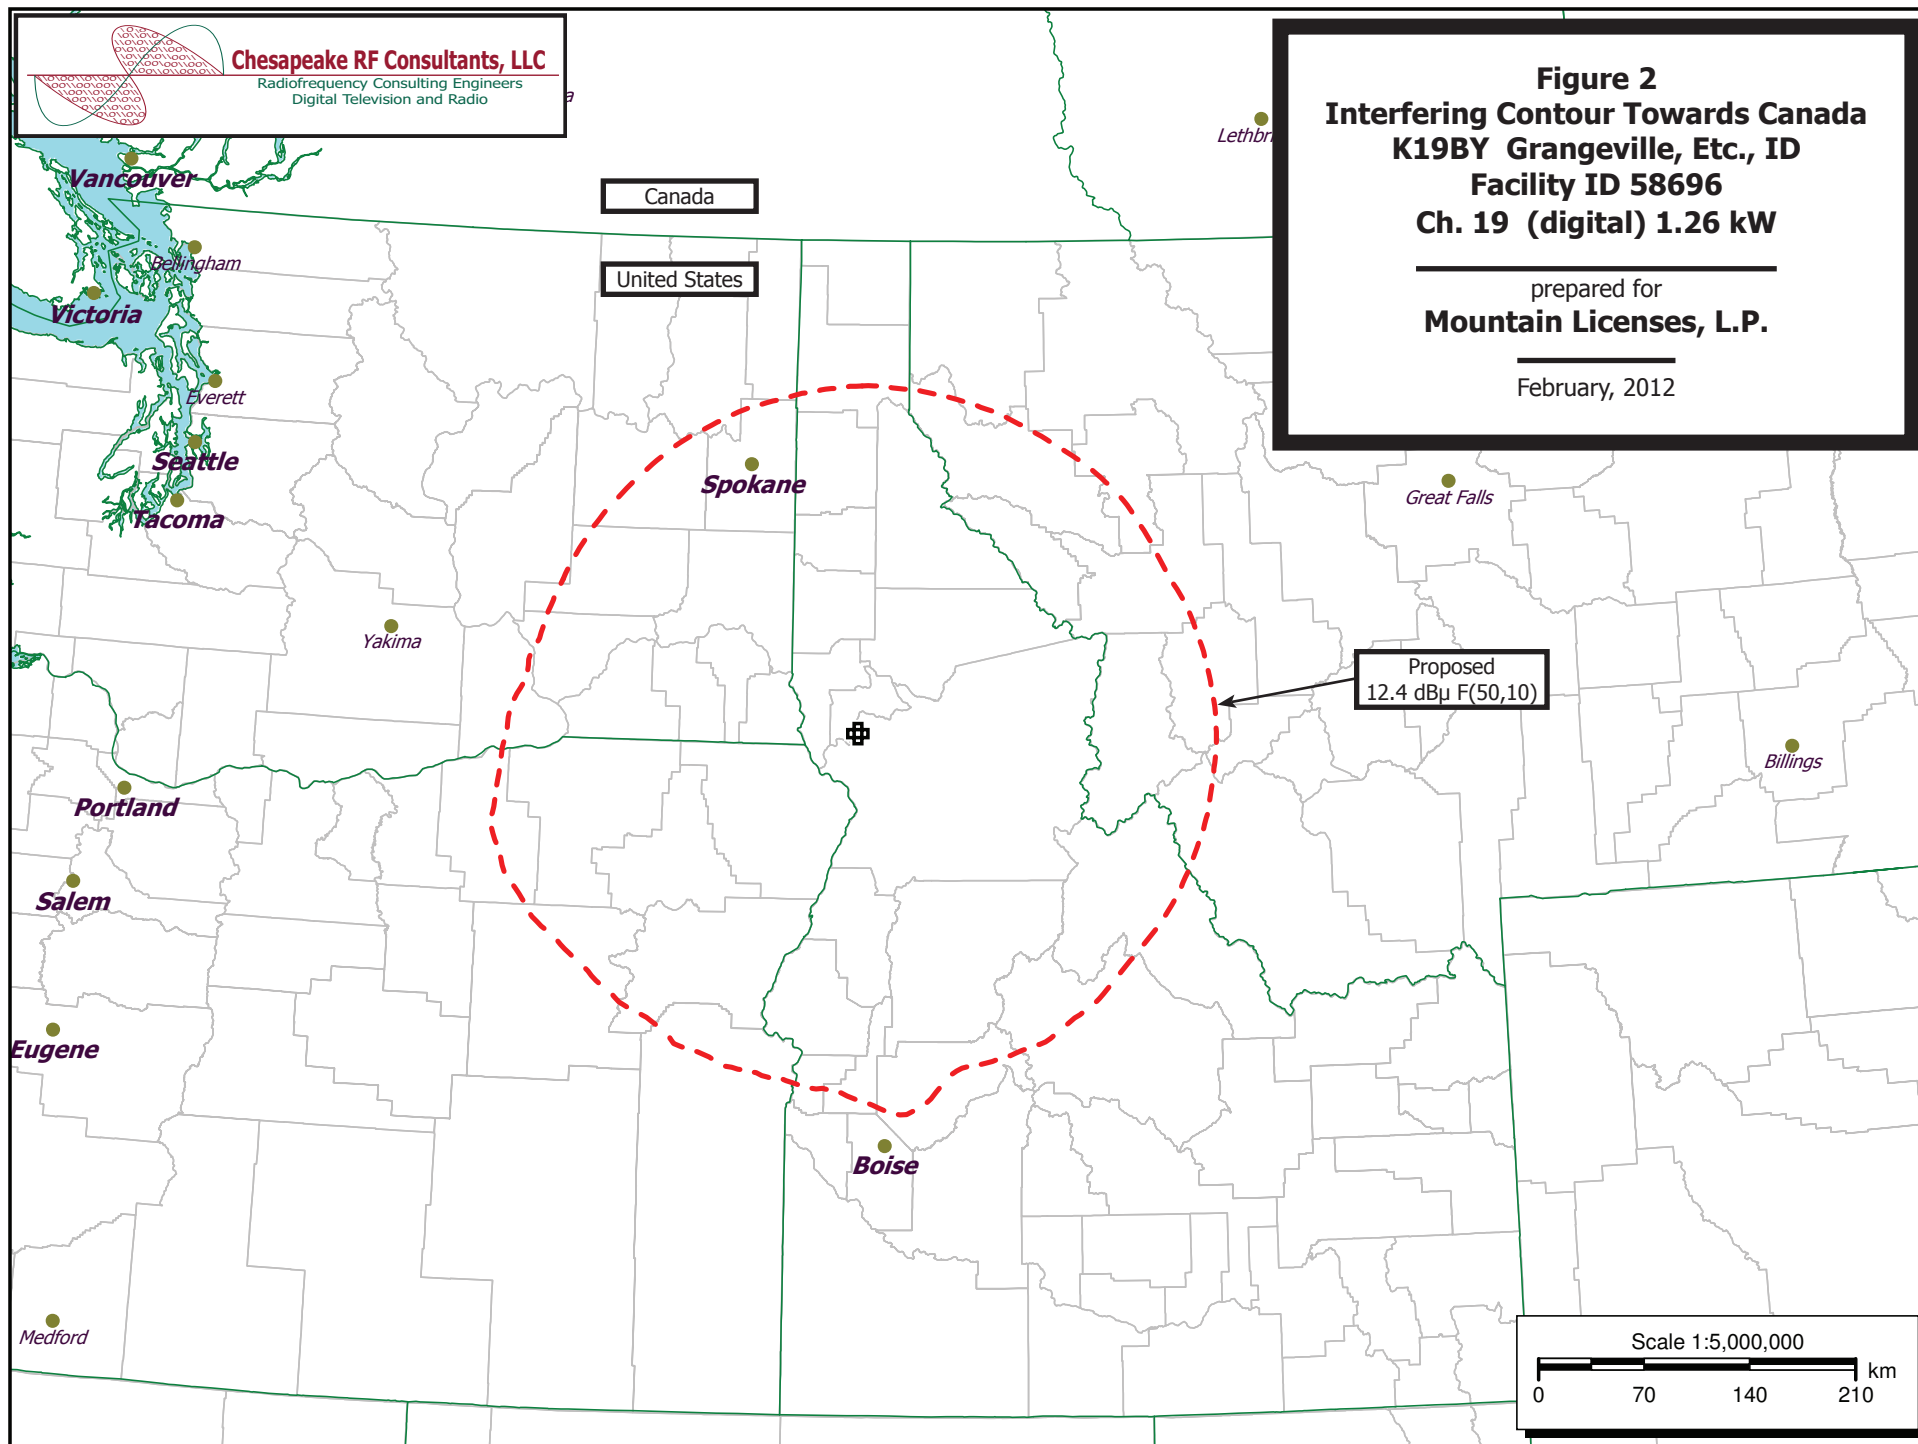 Chesapeake RF Consultants, LLC
Radiofrequency Consulting Engineers
Digital Television and Radio
a
Figure 2
Interfering Contour Towards Canada
K19BY Grangeville, Etc., ID
Facility ID 58696
Ch. 19 (digital) 1.26 kW
prepared for
Mountain Licenses, L.P.
February, 2012
Lethbri
Vancouver
Canada
Bellingham
United States
Victoria
Everett
Seattle
Spokane
Great Falls
Tacoma
Yakima
Proposed
12.4 dBµ F(50,10)
Billings
Portland
Salem
Eugene
Boise
Medford
Scale 1:5,000,000
km
0 70 140 210